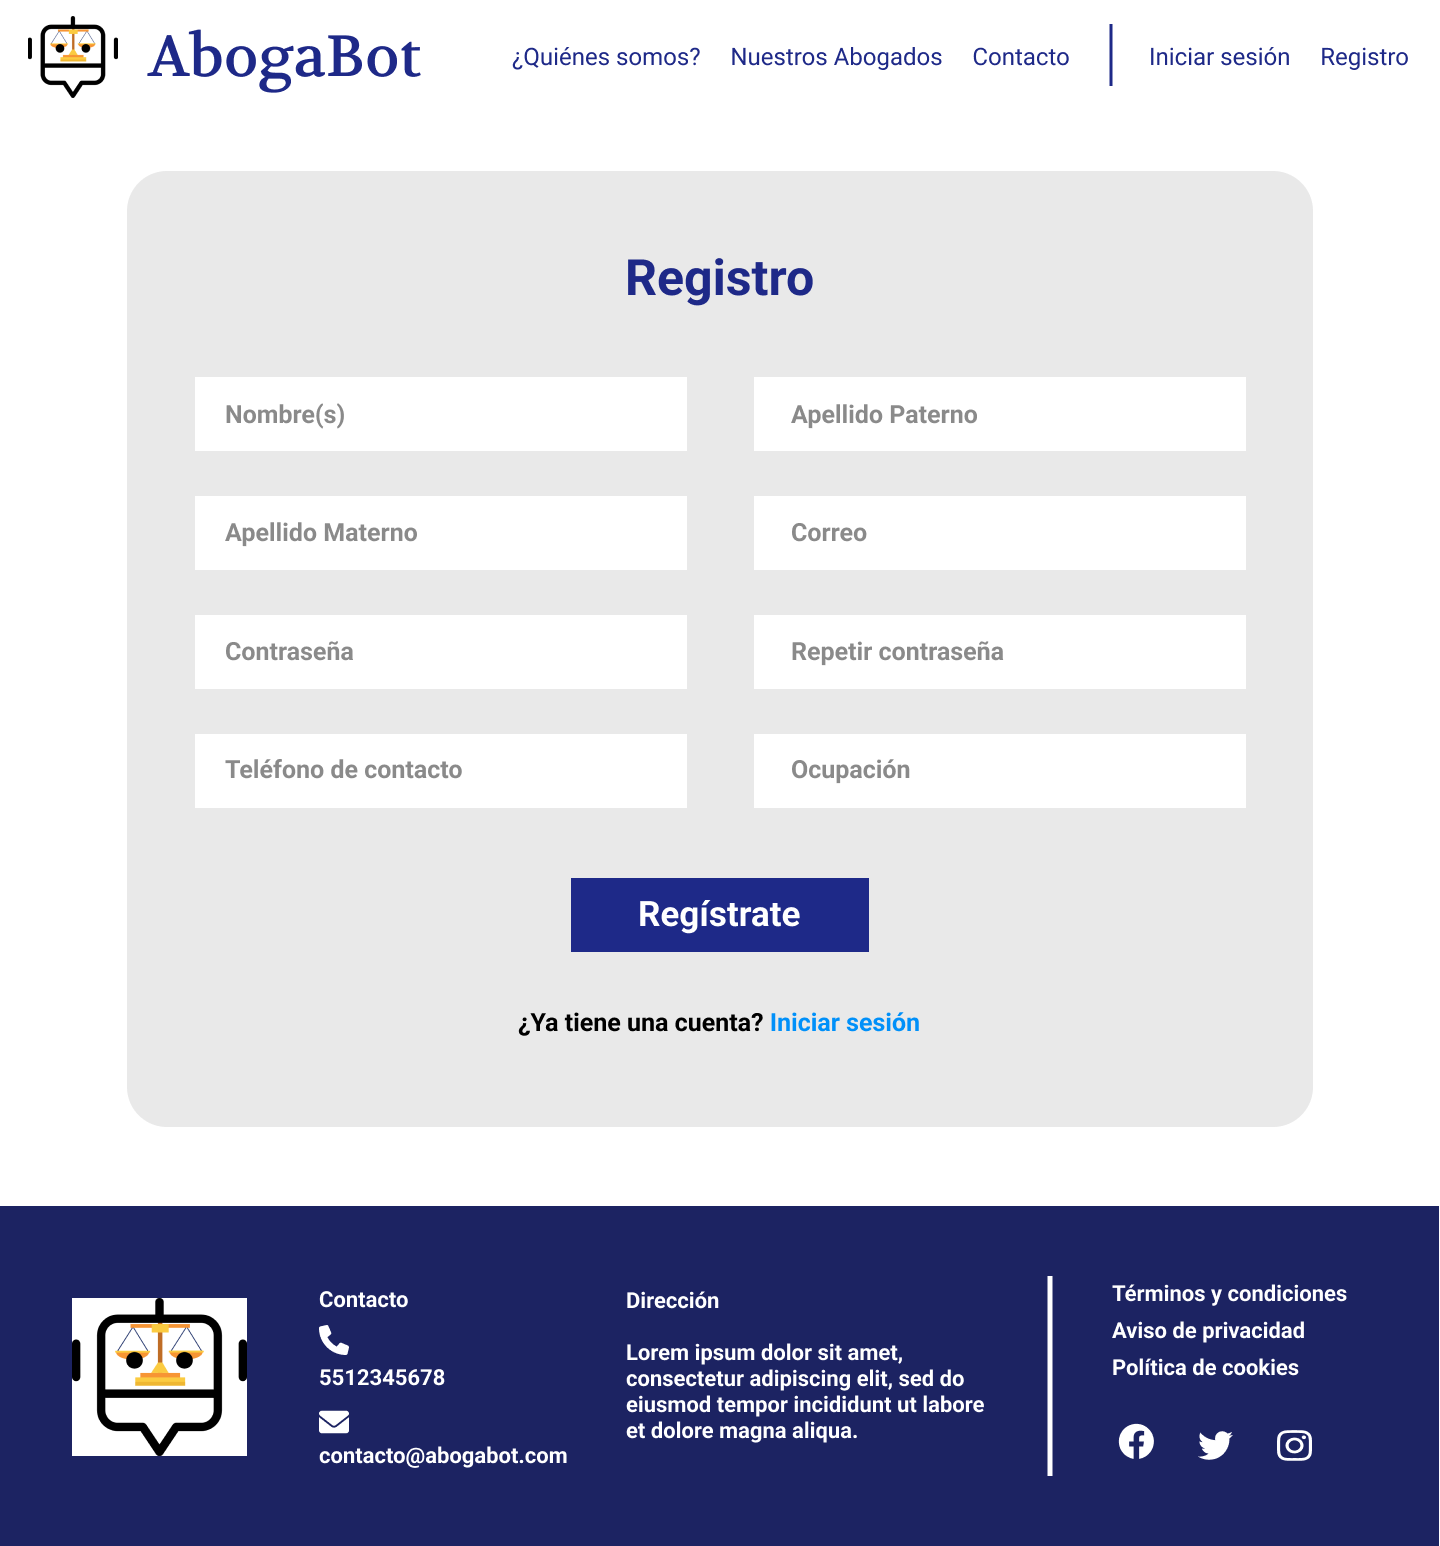 AbogaBot
¿Quiénes somos? Nuestros Abogados Contacto Iniciar sesión Registro
Registro
Nombre(s) Apellido Paterno
Apellido Materno Correo
Contraseña Repetir contraseña
Teléfono de contacto Ocupación
Regístrate
¿Ya tiene una cuenta? Iniciar sesión
Contacto
5512345678
contacto@abogabot.com
Dirección
Lorem ipsum dolor sit amet,
consectetur adipiscing elit, sed do
eiusmod tempor incididunt ut labore
et dolore magna aliqua.
Términos y condiciones
Aviso de privacidad
Política de cookies